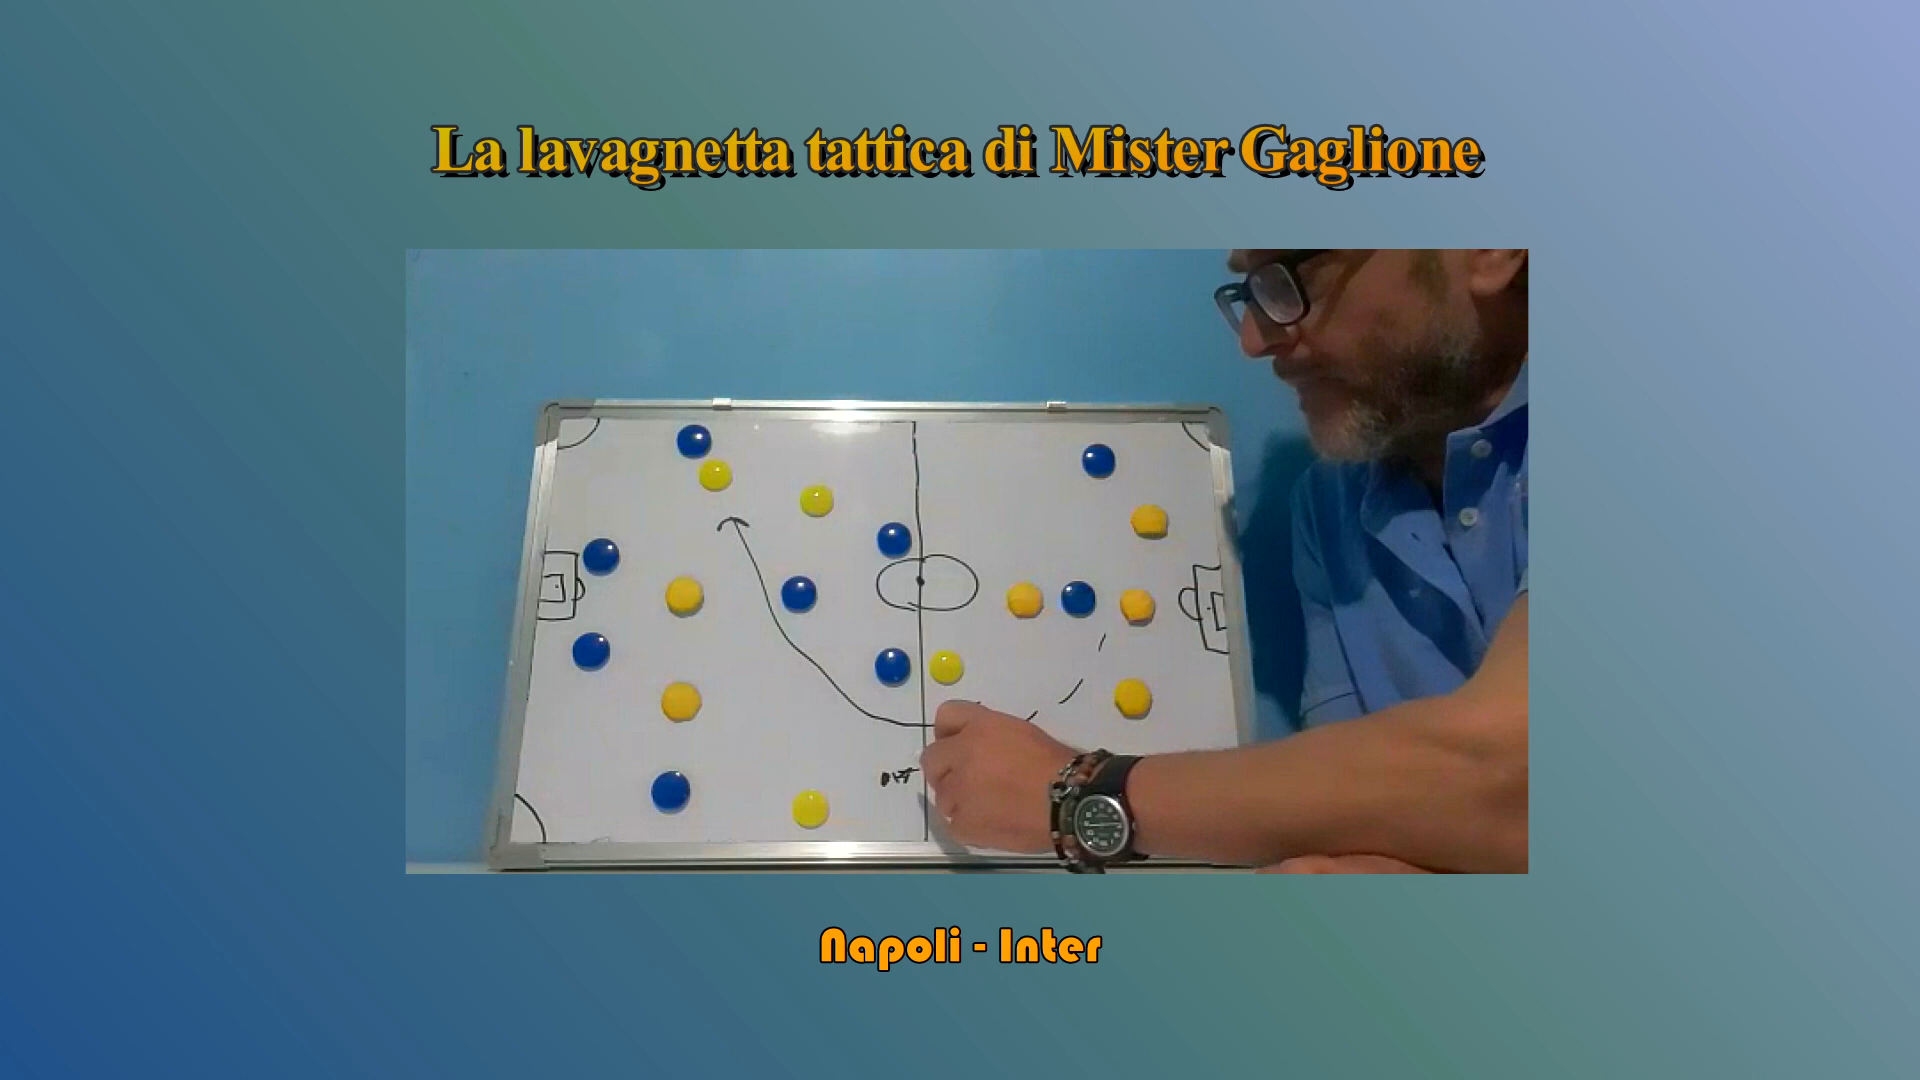 La lavagnetta tattica di Mister Gaglione
Napoli - Inter